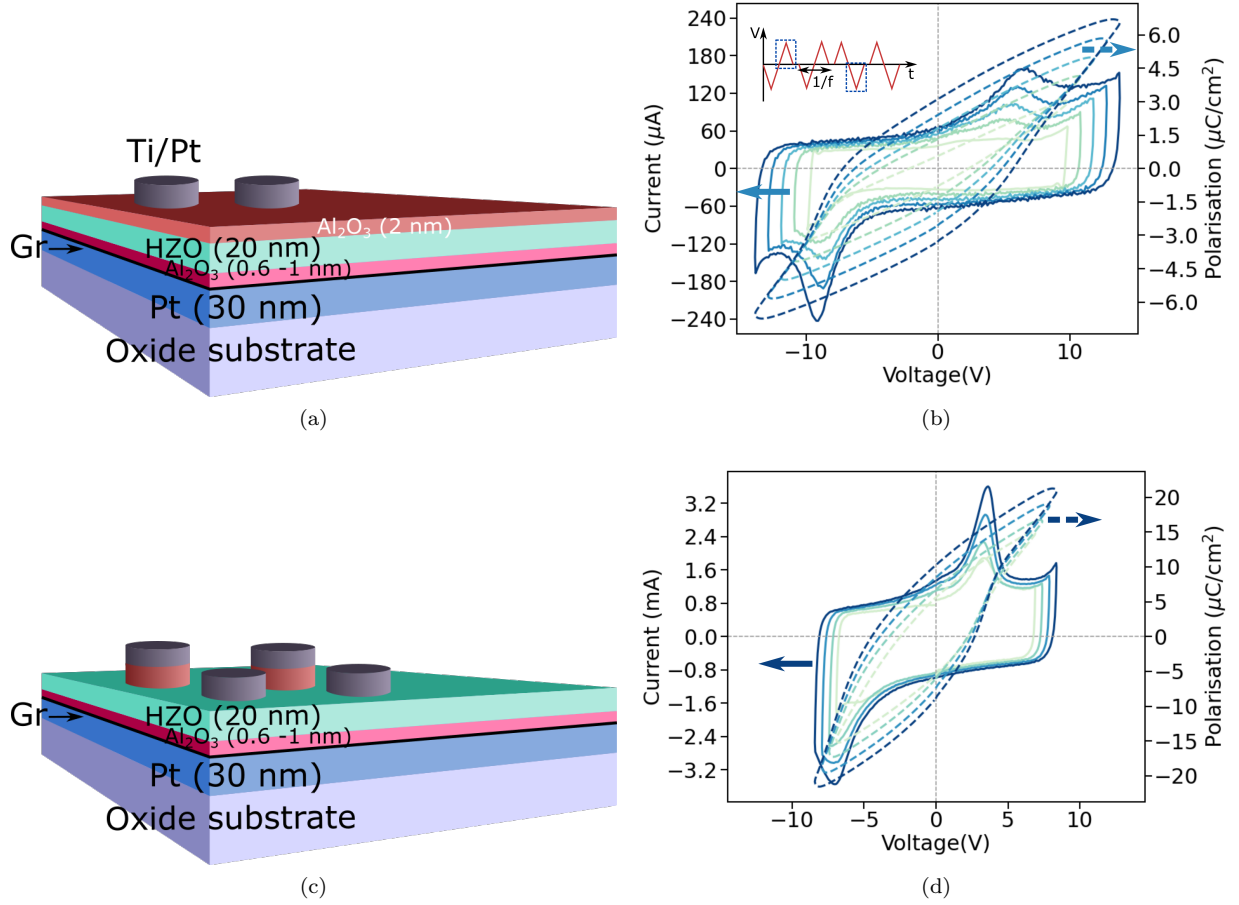 Ti/Pt
Al₂O₃ (2 nm)
HZO (20 nm)
Al₂O₃ (0.6 -1 nm)
Gr
Pt (30 nm)
Oxide substrate
(a)
V
t
1/f
240
180
120
60
0
−60
−120
−180
−240
Current (μA)
6.0
4.5
3.0
1.5
0.0
−1.5
−3.0
−4.5
−6.0
Polarisation (μC/cm²)
−10 0 10
Voltage(V)
(b)
Gr
HZO (20 nm)
Al₂O₃ (0.6 -1 nm)
Pt (30 nm)
Oxide substrate
(c)
3.2
2.4
1.6
0.8
0.0
−0.8
−1.6
−2.4
−3.2
Current (mA)
20
15
10
5
0
−5
−10
−15
−20
Polarisation (μC/cm²)
−10 −5 0 5 10
Voltage(V)
(d)